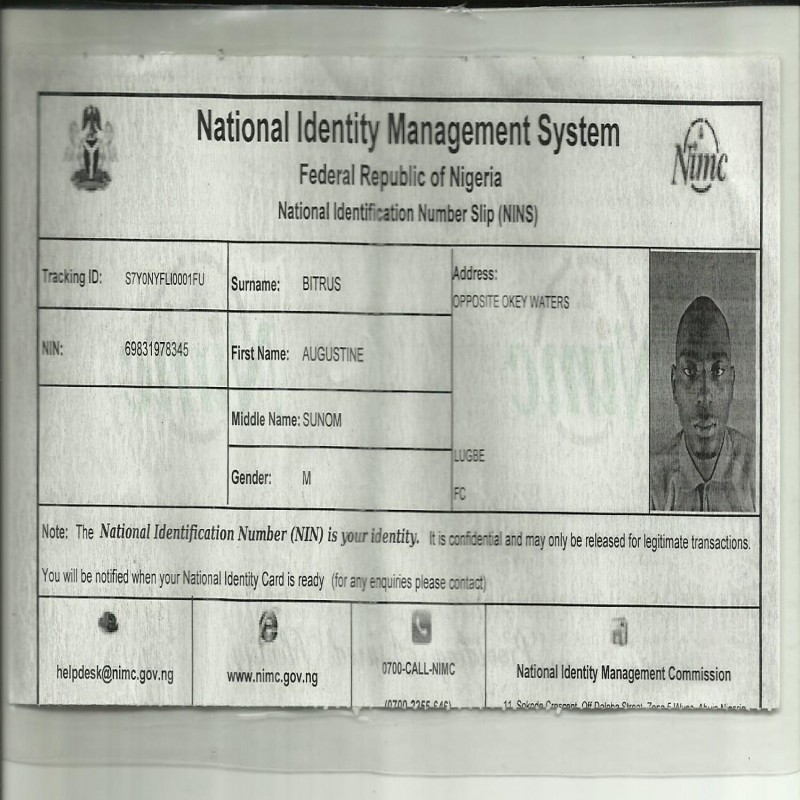 National Identity Management System
Federal Republic of Nigeria
National Identification Number Slip (NINS)
Nimc
Tracking ID: S7Y0NYFLI0001FU
Surname: BITRUS
Address:
OPPOSITE OKEY WATERS
NIN: 69831978345
First Name: AUGUSTINE
Middle Name: SUNOM
LUGBE
Gender: M
FC
Note: The National Identification Number (NIN) is your identity. It is confidential and may only be released for legitimate transactions.
You will be notified when your National Identity Card is ready (for any enquiries please contact)
helpdesk@nimc.gov.ng
www.nimc.gov.ng
0700-CALL-NIMC
(0700-2255-646)
National Identity Management Commission
11, Sokode Crescent, Off Dalaba Street, Zone 5 Wuse, Abuja Nigeria